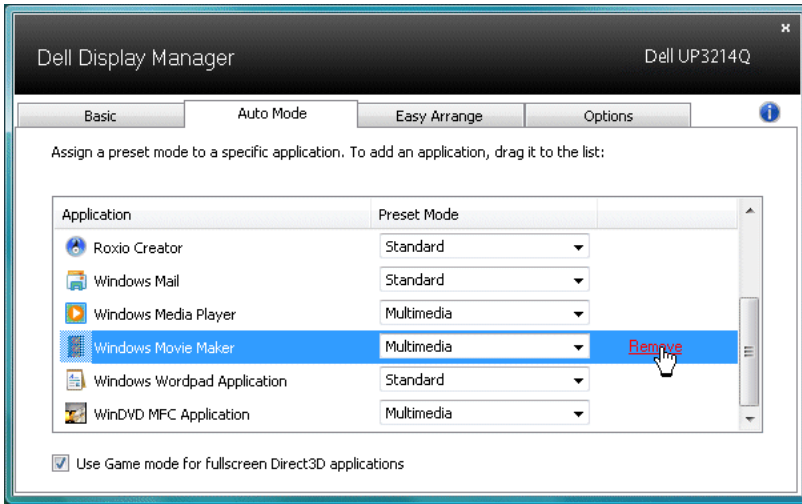 Dell Display Manager
Dell UP3214Q
Basic
Auto Mode
Easy Arrange
Options
Assign a preset mode to a specific application. To add an application, drag it to the list:
Application Preset Mode
Roxio Creator Standard
Windows Mail Standard
Windows Media Player Multimedia
Windows Movie Maker Multimedia Remove
Windows Wordpad Application Standard
WinDVD MFC Application Multimedia
Use Game mode for fullscreen Direct3D applications